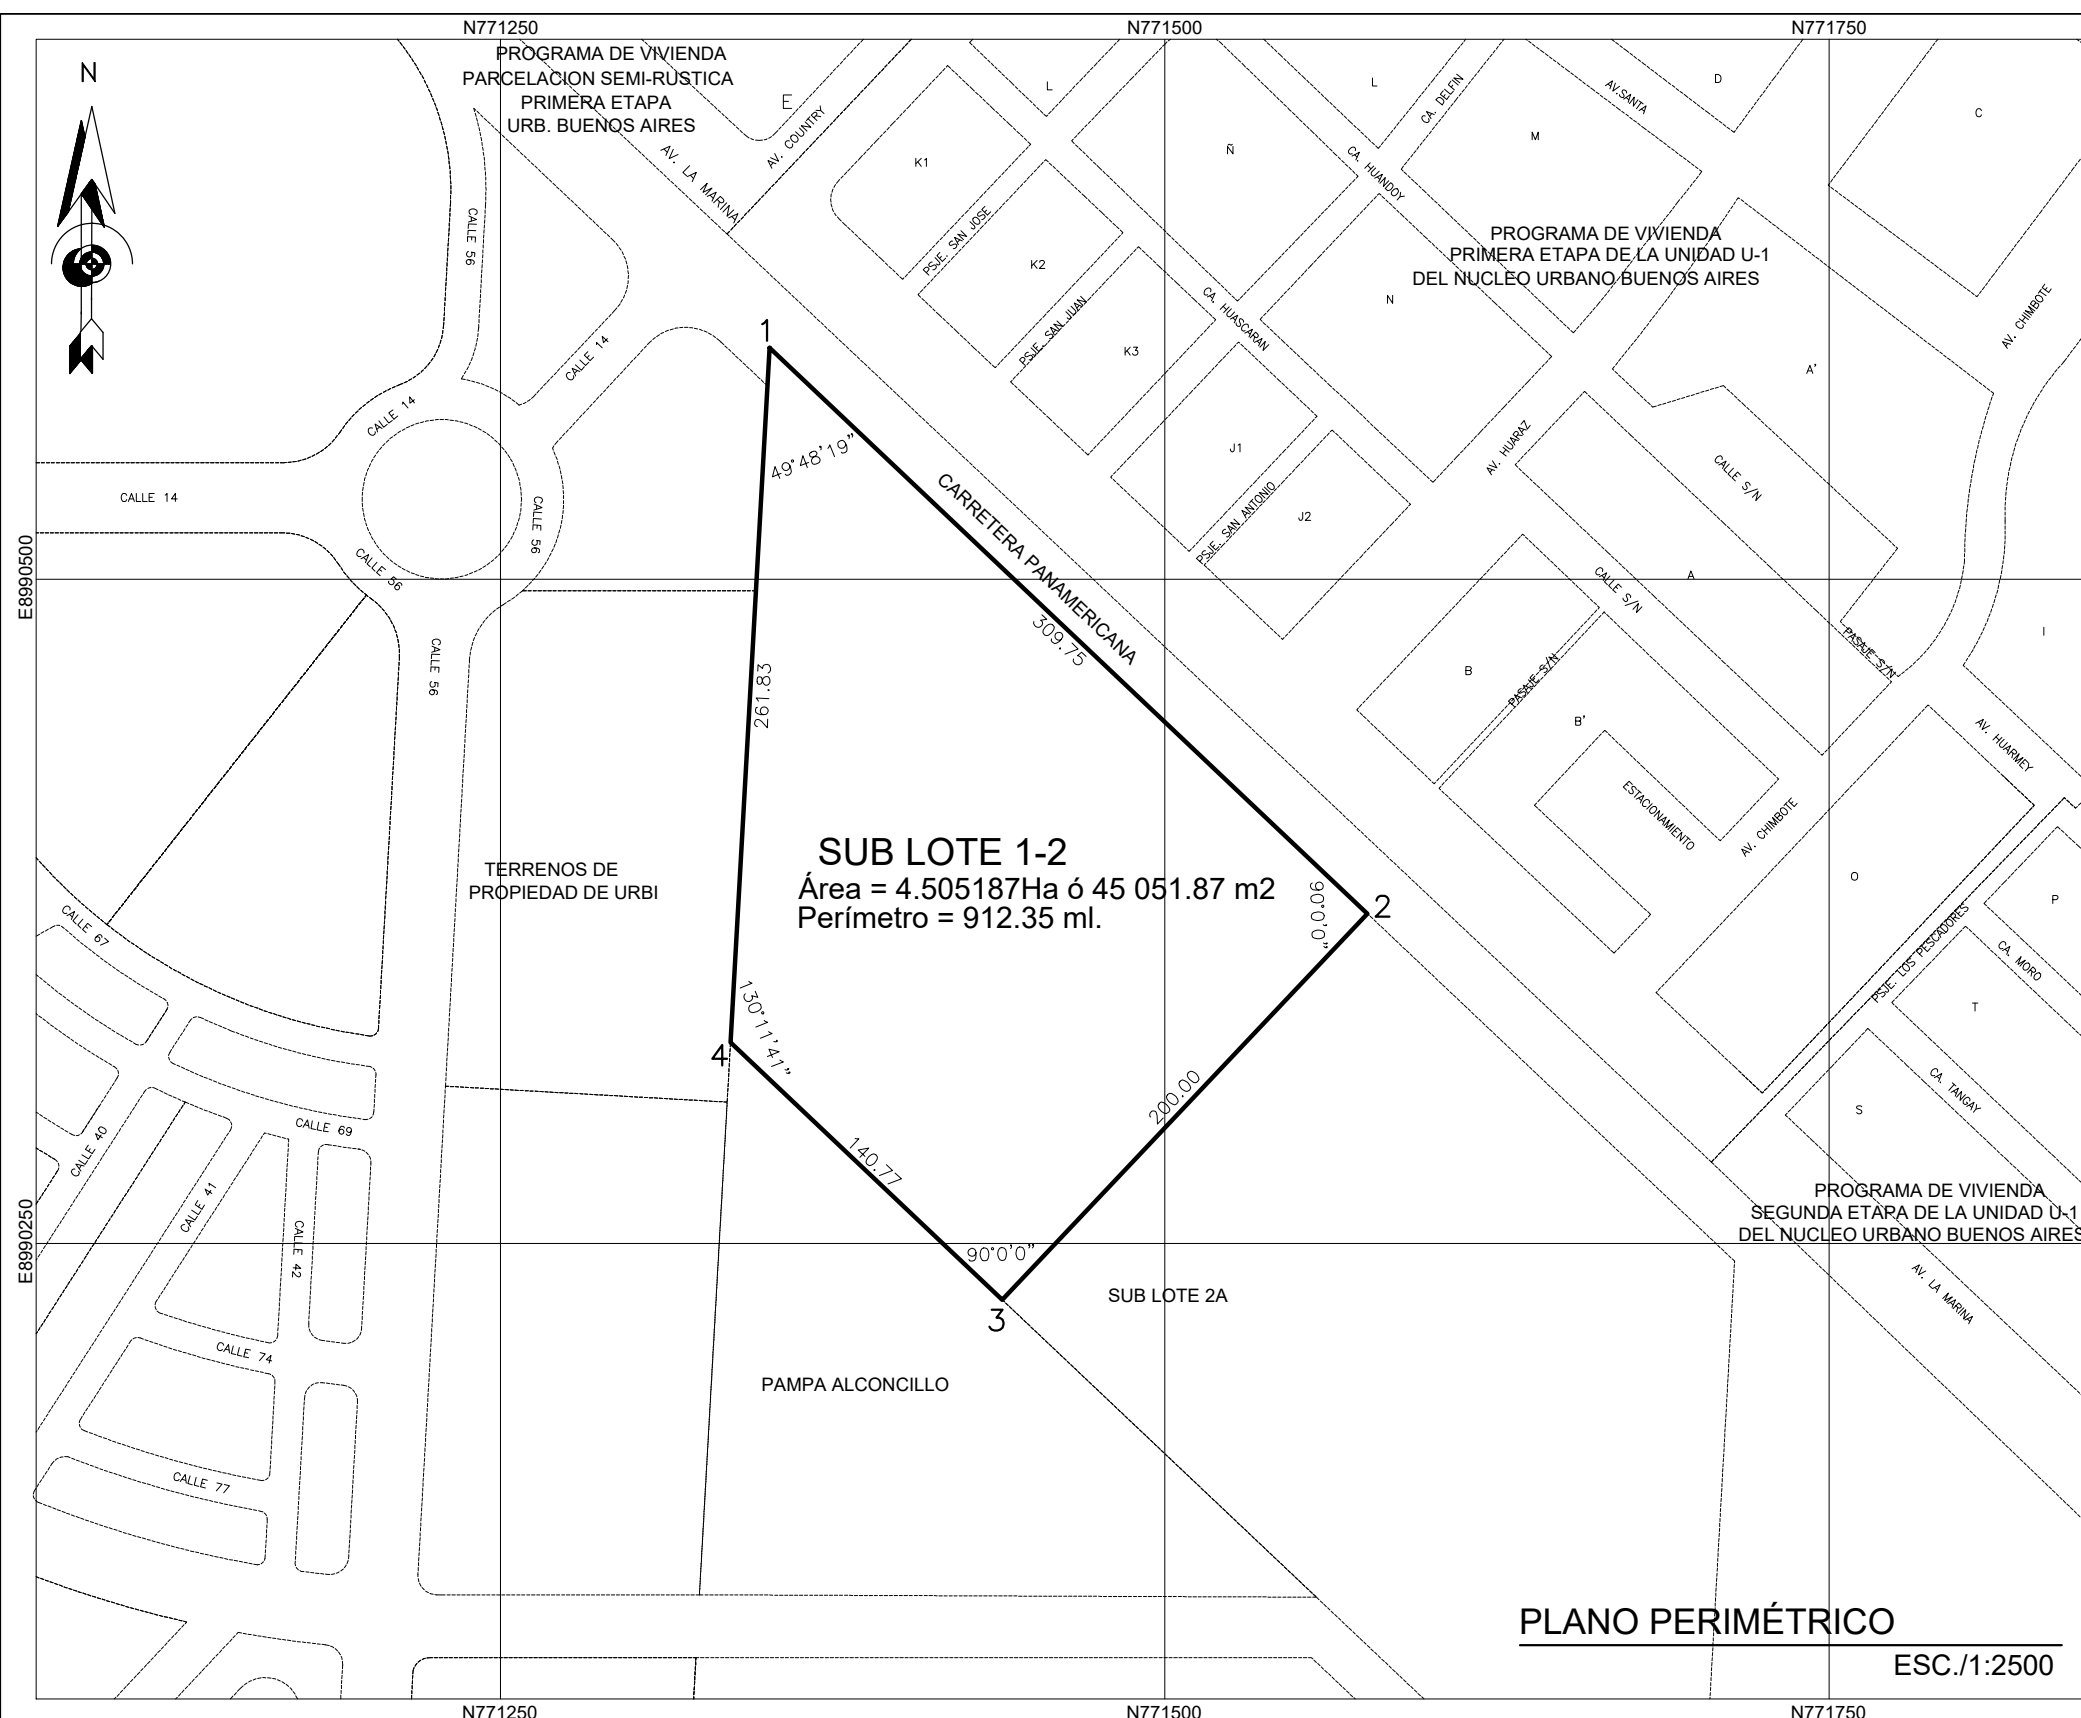 N771250
N771500
N771750
N
PROGRAMA DE VIVIENDA
PARCELACION SEMI-RUSTICA
PRIMERA ETAPA
URB. BUENOS AIRES
E
AV. COUNTRY
AV. LA MARINA
L
K1
Ñ
L
CA. DELFIN
CA. HUANDOY
M
AV.SANTA
D
C
PSJE. SAN JOSE
K2
PSJE. SAN JUAN
K3
CA. HUASCARAN
PROGRAMA DE VIVIENDA
PRIMERA ETAPA DE LA UNIDAD U-1
DEL NUCLEO URBANO BUENOS AIRES
N
AV. CHIMBOTE
A'
CALLE 56
CALLE 14
CALLE 14
CALLE 14
CALLE 56
CALLE 56
CALLE 56
1
49°48'19"
CARRETERA PANAMERICANA
309.75
J1
PSJE. SAN ANTONIO
J2
AV. HUARAZ
CALLE S/N
CALLE S/N
A
PASAJE S/N
I
E8990500
B
PASAJE S/N
B'
ESTACIONAMIENTO
AV. CHIMBOTE
AV. HUARMEY
O
P
PSJE. LOS PESCADORES
CA. MORO
T
CA. TANGAY
S
261.83
TERRENOS DE
PROPIEDAD DE URBI
SUB LOTE 1-2
Área = 4.505187Ha ó 45 051.87 m2
Perímetro = 912.35 ml.
90°0'0"
2
130°11'41"
4
200.00
140.77
90°0'0"
3
CALLE 67
CALLE 69
CALLE 40
CALLE 41
CALLE 42
CALLE 74
CALLE 77
E8990250
SUB LOTE 2A
PAMPA ALCONCILLO
PROGRAMA DE VIVIENDA
SEGUNDA ETAPA DE LA UNIDAD U-1
DEL NUCLEO URBANO BUENOS AIRES
AV. LA MARINA
PLANO PERIMÉTRICO
ESC./1:2500
N771250
N771500
N771750